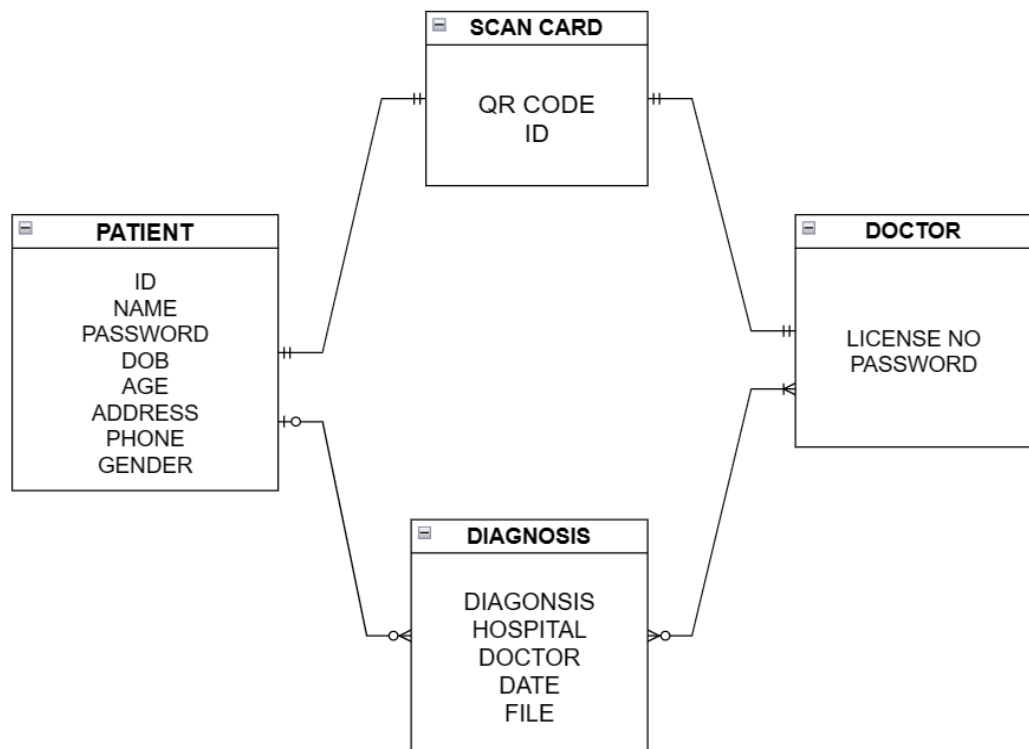 SCAN CARD
QR CODE
ID
PATIENT
ID
NAME
PASSWORD
DOB
AGE
ADDRESS
PHONE
GENDER
DOCTOR
LICENSE NO
PASSWORD
DIAGNOSIS
DIAGONSIS
HOSPITAL
DOCTOR
DATE
FILE